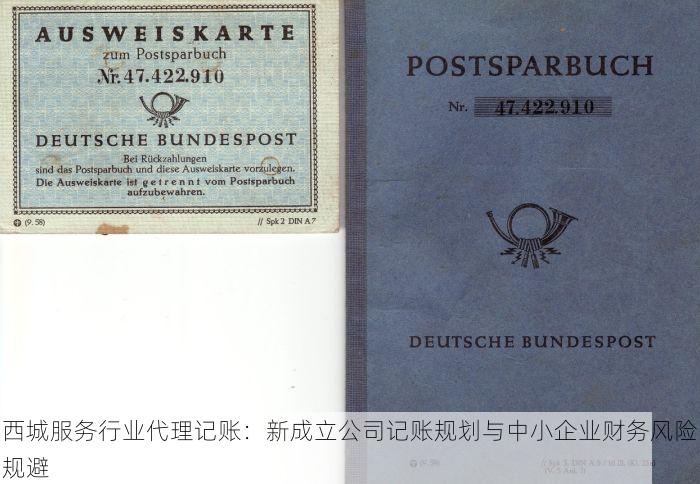 AUSWEISKARTE
zum Postsparbuch
Nr. 47.422.910
DEUTSCHE BUNDESPOST
Bei Rückzahlungen
sind das Postsparbuch und diese Ausweiskarte vorzulegen.
Die Ausweiskarte ist getrennt vom Postsparbuch
aufzubewahren.
(9. 58)
// Spk 2 DIN A 7
POSTSPARBUCH
Nr. 47.422.910
DEUTSCHE BUNDESPOST
西城服务行业代理记账：新成立公司记账规划与中小企业财务风险
规避